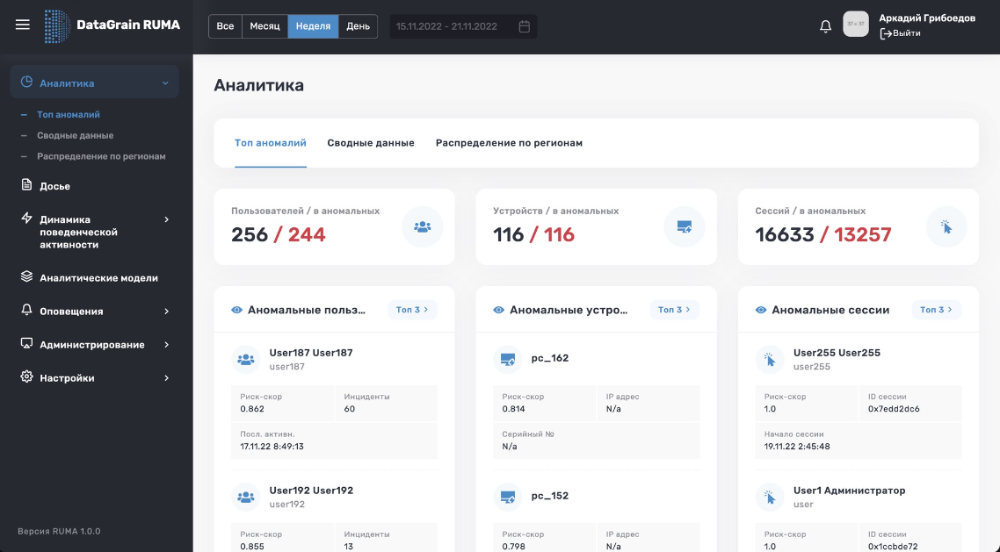 DataGrain RUMA
Все Месяц Неделя День
15.11.2022 - 21.11.2022
37 x 37
Аркадий Грибоедов
Выйти
Аналитика
– Топ аномалий
– Сводные данные
– Распределение по регионам
Досье
Динамика
поведенческой
активности
Аналитические модели
Оповещения
Администрирование
Настройки
Версия RUMA 1.0.0
Аналитика
Топ аномалий Сводные данные Распределение по регионам
Пользователей / в аномальных
256 / 244
Устройств / в аномальных
116 / 116
Сессий / в аномальных
16633 / 13257
Аномальные польз... Топ 3
User187 User187
user187
Риск-скор Инциденты
0.862 60
Посл. активн.
17.11.22 8:49:13
User192 User192
user192
Риск-скор Инциденты
0.855 13
Аномальные устро... Топ 3
pc_162
Риск-скор IP адрес
0.814 N/a
Серийный №
N/a
pc_152
Риск-скор IP адрес
0.798 N/a
Аномальные сессии Топ 3
User255 User255
user255
Риск-скор ID сессии
1.0 0x7edd2dc6
Начало сессии
19.11.22 2:45:48
User1 Администратор
user
Риск-скор ID сессии
1.0 0x1ccbde72